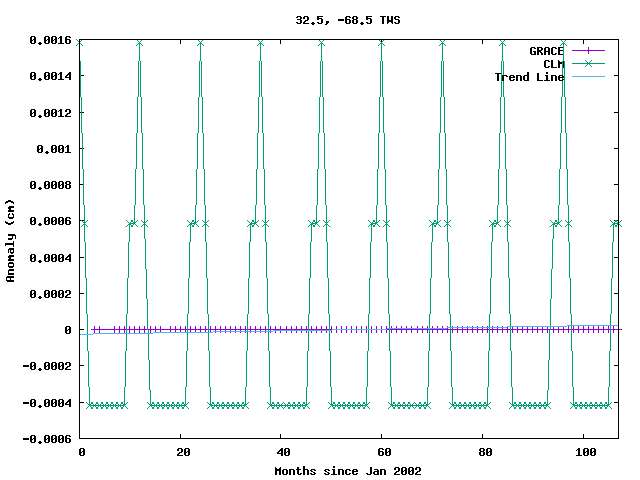 32.5, -68.5 TWS
GRACE
CLM
Trend Line
0.0016
0.0014
0.0012
0.001
0.0008
0.0006
0.0004
0.0002
0
-0.0002
-0.0004
-0.0006
Anomaly (cm)
0 20 40 60 80 100
Months since Jan 2002